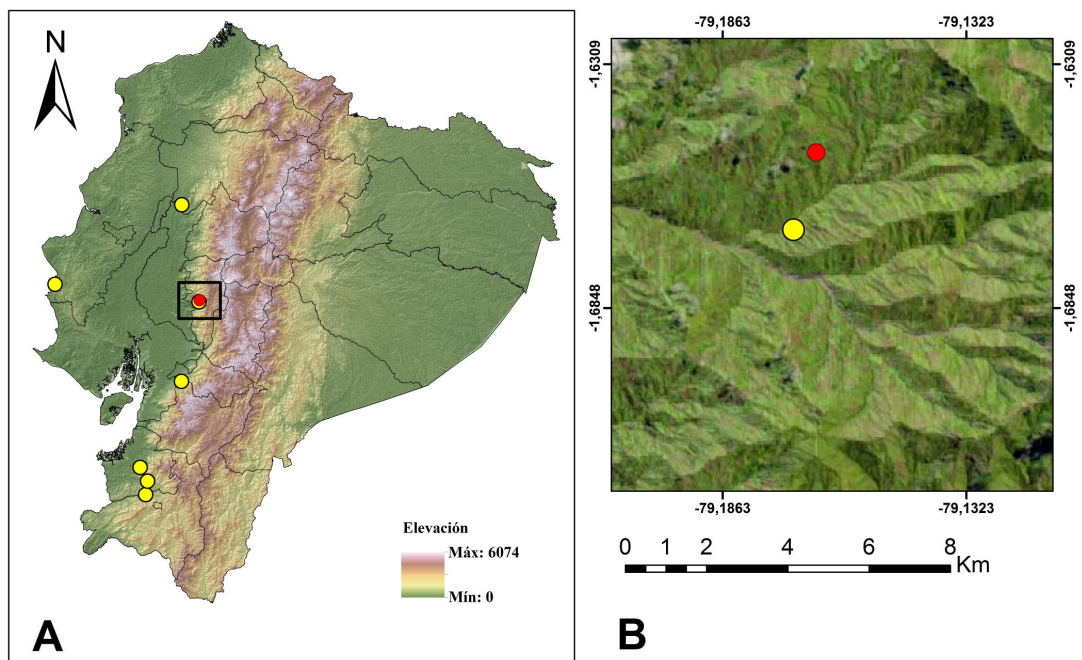 N
Elevación
Máx: 6074
Mín: 0
A
-79,1863 -79,1323
-1,6309 -1,6309
-1,6848 -1,6848
-79,1863 -79,1323
0 1 2 4 6 8 Km
B